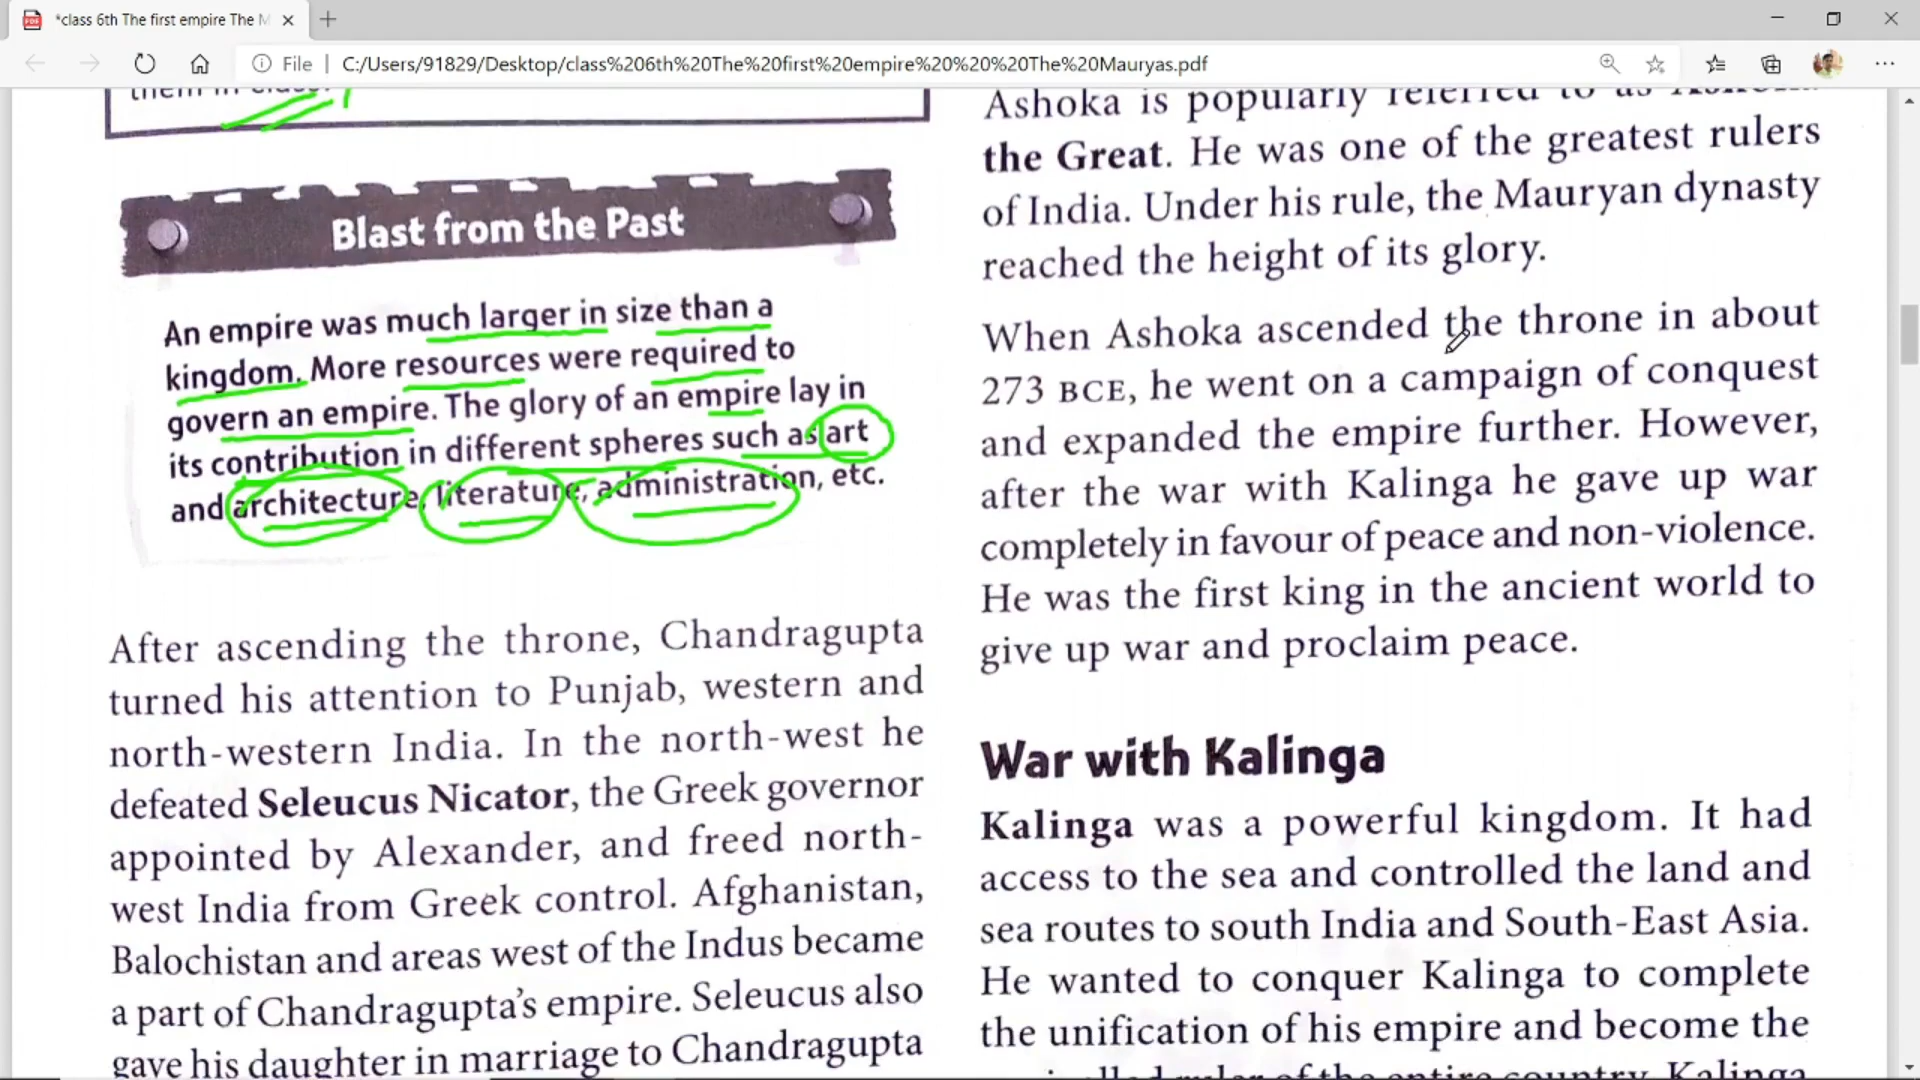 *class 6th The first empire The M
File
C:/Users/91829/Desktop/class%206th%20The%20first%20empire%20%20%20The%20Mauryas.pdf
them in class.
Blast from the Past
An empire was much larger in size than a
kingdom. More resources were required to
govern an empire. The glory of an empire lay in
its contribution in different spheres such as art
and architecture, literature, administration, etc.
After ascending the throne, Chandragupta
turned his attention to Punjab, western and
north-western India. In the north-west he
defeated Seleucus Nicator, the Greek governor
appointed by Alexander, and freed north-
west India from Greek control. Afghanistan,
Balochistan and areas west of the Indus became
a part of Chandragupta's empire. Seleucus also
gave his daughter in marriage to Chandragupta
Ashoka is popularly referred to as
the Great. He was one of the greatest rulers
of India. Under his rule, the Mauryan dynasty
reached the height of its glory.
When Ashoka ascended the throne in about
273 BCE, he went on a campaign of conquest
and expanded the empire further. However,
after the war with Kalinga he gave up war
completely in favour of peace and non-violence.
He was the first king in the ancient world to
give up war and proclaim peace.
War with Kalinga
Kalinga was a powerful kingdom. It had
access to the sea and controlled the land and
sea routes to south India and South-East Asia.
He wanted to conquer Kalinga to complete
the unification of his empire and become the
ruler of the entire country. Kalinga